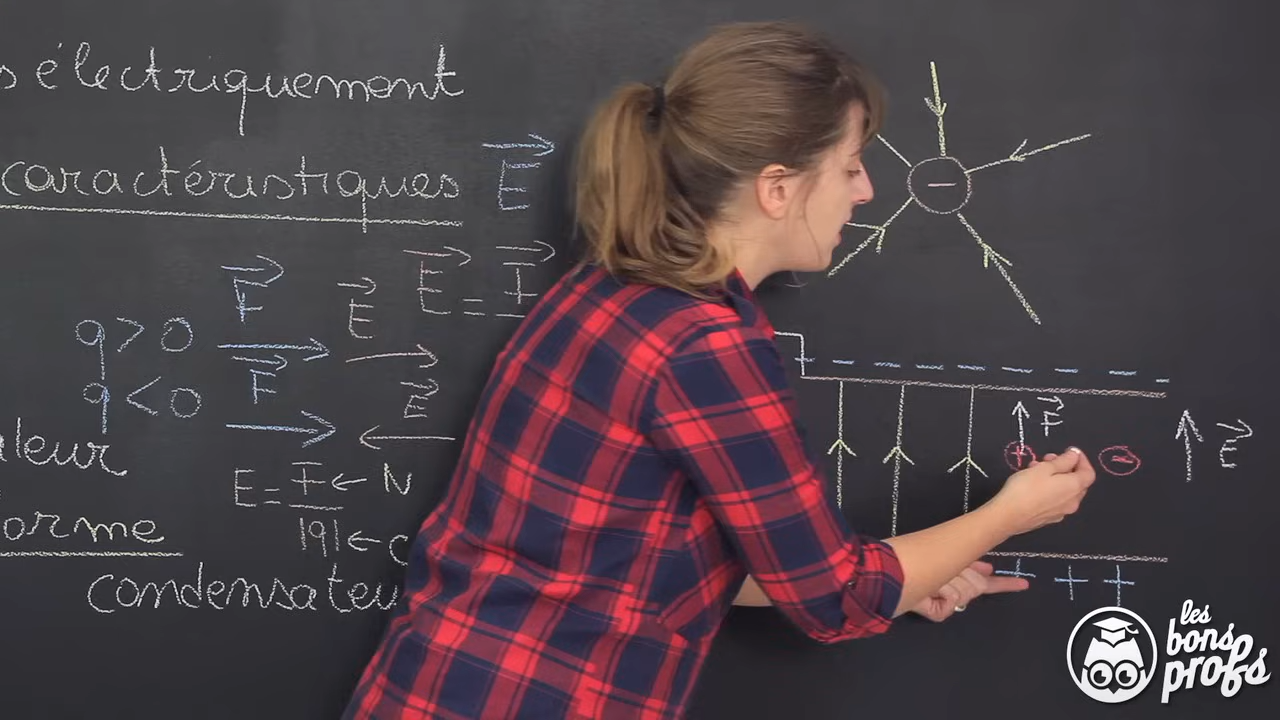 s électriquement
caractéristiques
E
E = F
q > 0 F E
q < 0 F E
leur
E = F ← N
|q| ←
orme
condensateu
−
− − − − − − −
F
+ −
E
+ + +
les bons profs